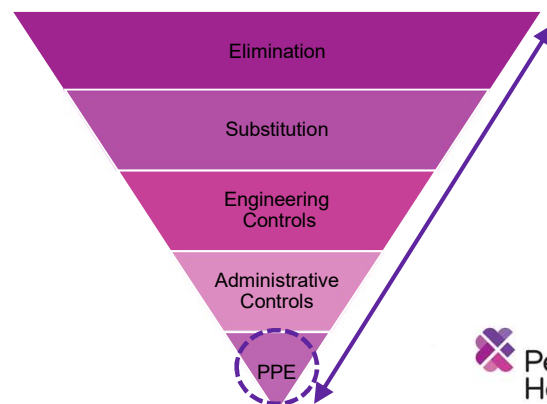 Elimination
Substitution
Engineering
Controls
Administrative
Controls
PPE